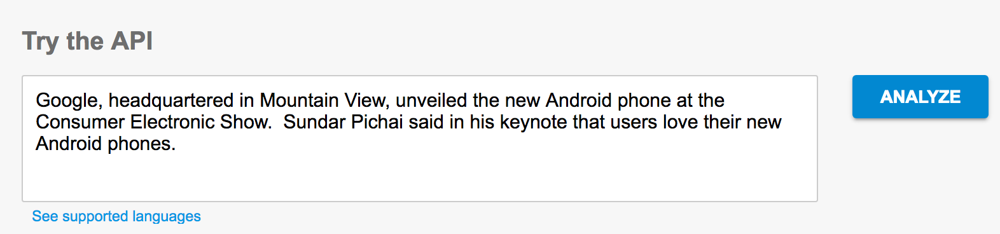 Try the API
Google, headquartered in Mountain View, unveiled the new Android phone at the
Consumer Electronic Show.  Sundar Pichai said in his keynote that users love their new
Android phones.
ANALYZE
See supported languages